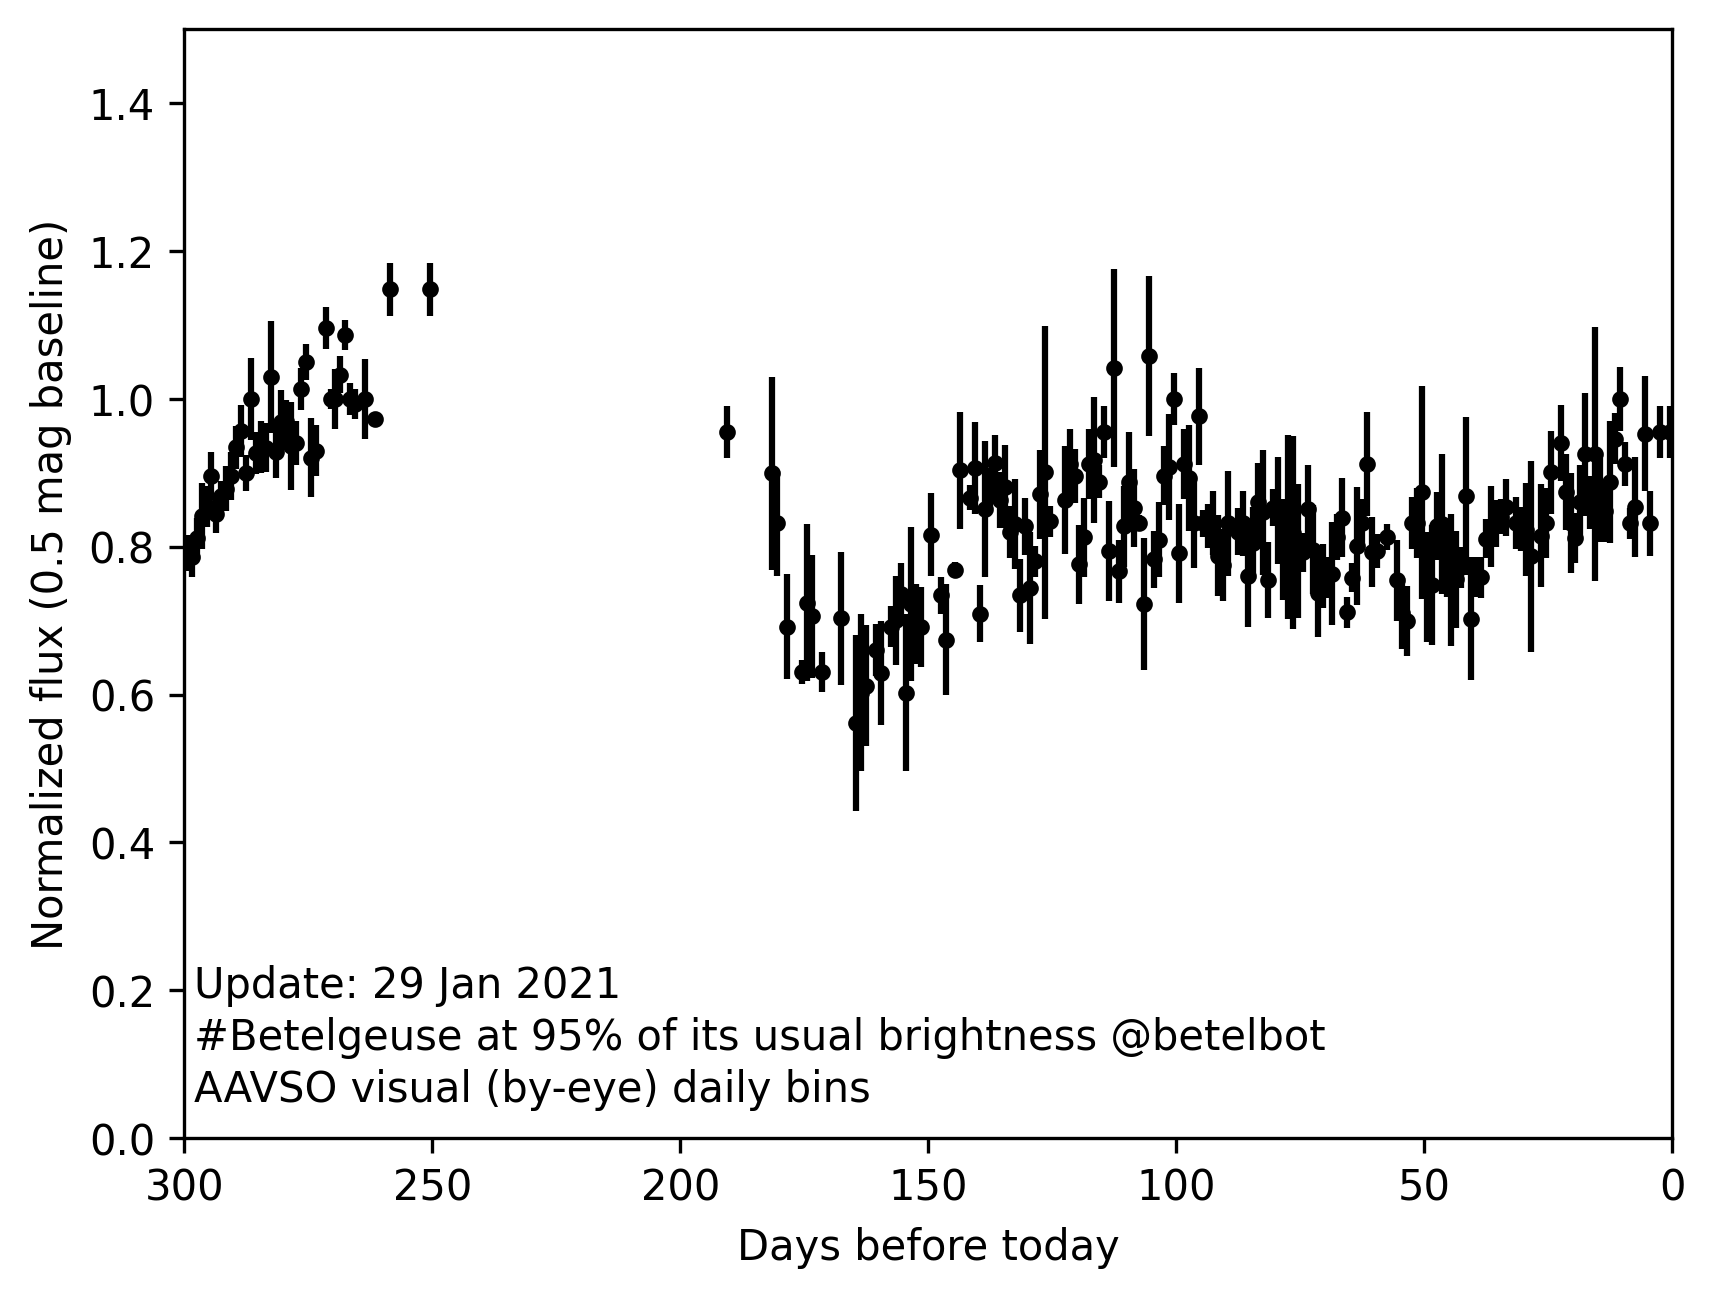 1.4
1.2
1.0
0.8
0.6
0.4
0.2
0.0
Normalized flux (0.5 mag baseline)
Update: 29 Jan 2021
#Betelgeuse at 95% of its usual brightness @betelbot
AAVSO visual (by-eye) daily bins
300 250 200 150 100 50 0
Days before today